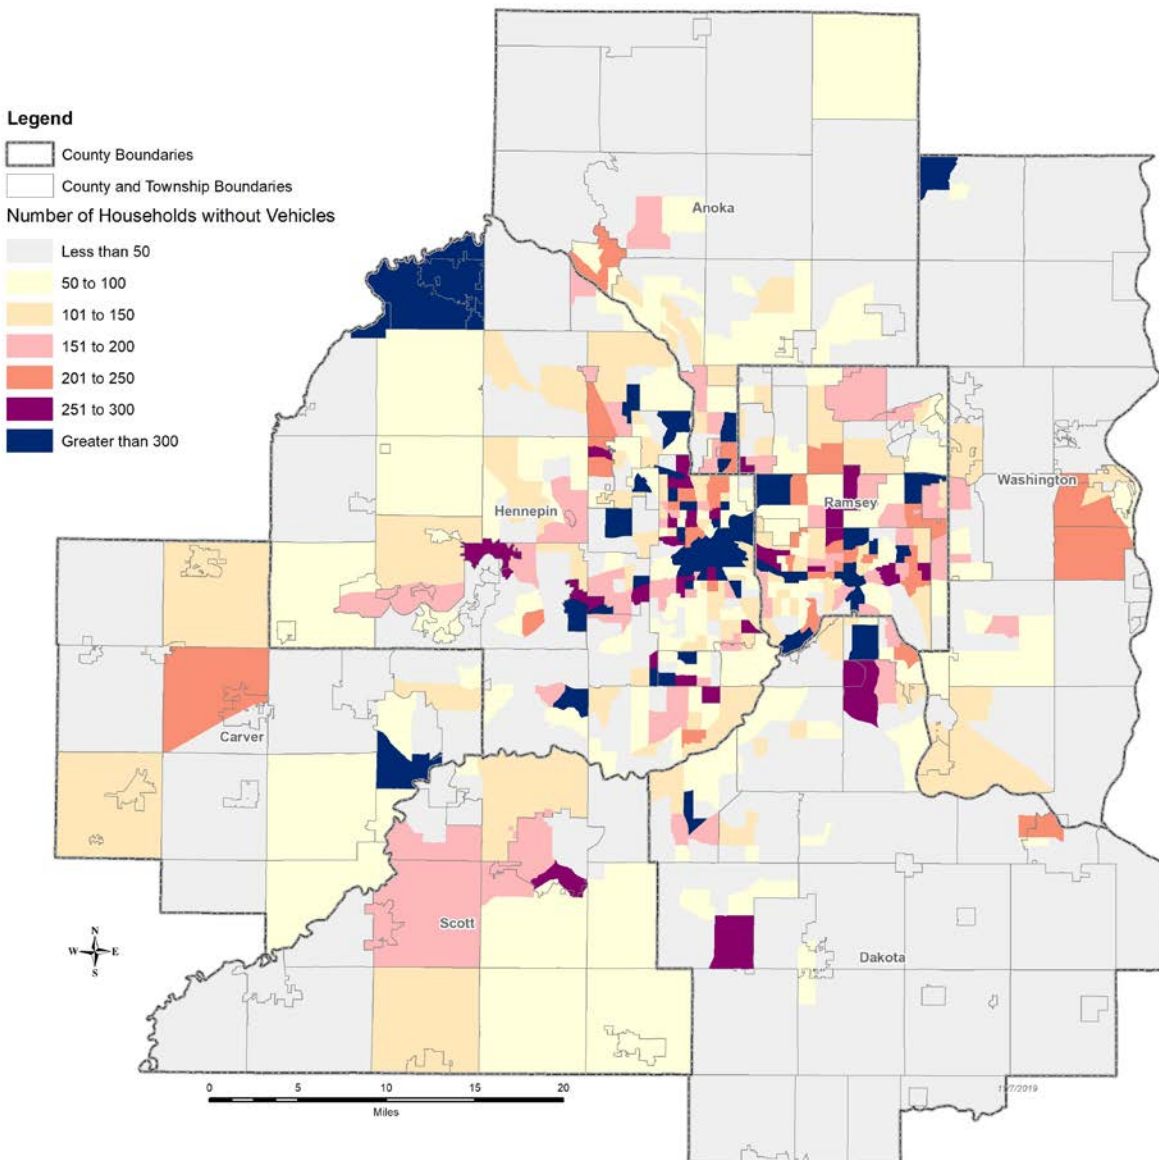 Legend
County Boundaries
County and Township Boundaries
Number of Households without Vehicles
Less than 50
50 to 100
101 to 150
151 to 200
201 to 250
251 to 300
Greater than 300
Anoka
Washington
Ramsey
Hennepin
Carver
Scott
Dakota
N
W E
S
0 5 10 15 20
Miles